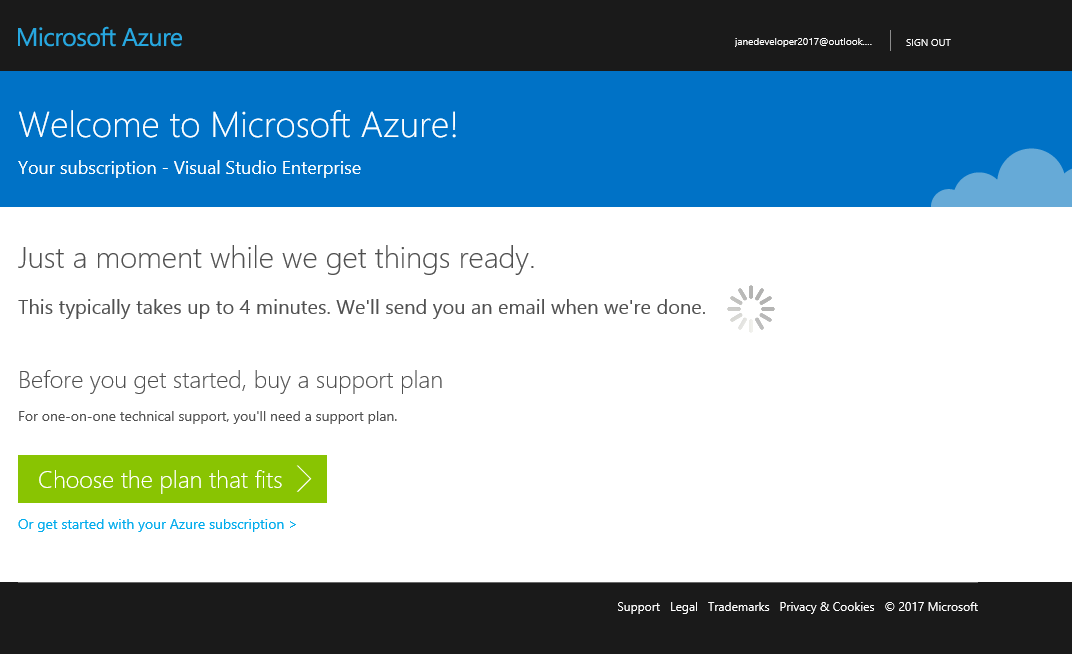 Microsoft Azure
janedeveloper2017@outlook....
SIGN OUT
Welcome to Microsoft Azure!
Your subscription - Visual Studio Enterprise
Just a moment while we get things ready.
This typically takes up to 4 minutes. We'll send you an email when we're done.
Before you get started, buy a support plan
For one-on-one technical support, you'll need a support plan.
Choose the plan that fits
Or get started with your Azure subscription >
Support Legal Trademarks Privacy & Cookies © 2017 Microsoft